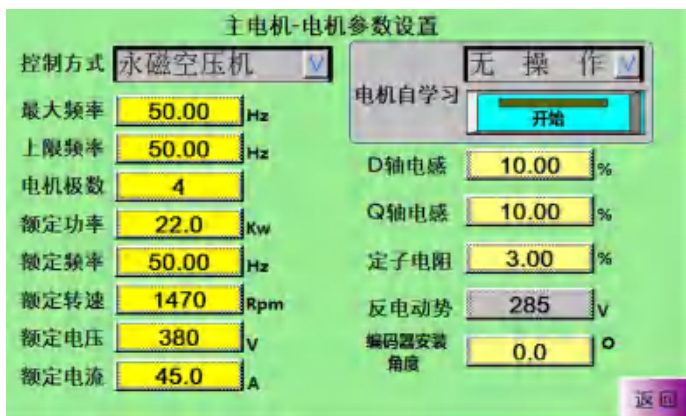 主电机-电机参数设置
控制方式 永磁空压机 V
最大频率 50.00 Hz
上限频率 50.00 Hz
电机极数 4
额定功率 22.0 Kw
额定频率 50.00 Hz
额定转速 1470 Rpm
额定电压 380 V
额定电流 45.0 A
无 操 作 V
电机自学习
开始
D轴电感 10.00 %
Q轴电感 10.00 %
定子电阻 3.00 %
反电动势 285 V
编码器安装
角度 0.0 °
返回